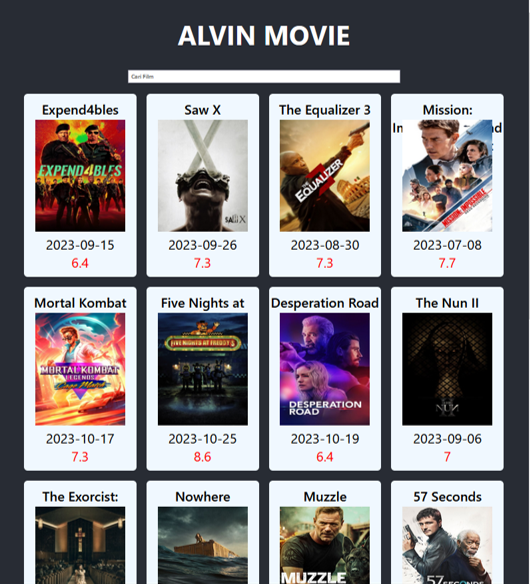 ALVIN MOVIE
Cari Film
Expend4bles
Saw X
The Equalizer 3
Mission:
EXPEND4BLES
SAW X
THE
EQUALIZER
MISSION: IMPOSSIBLE
2023-09-15
2023-09-26
2023-08-30
2023-07-08
6.4
7.3
7.3
7.7
Mortal Kombat
Five Nights at
Desperation Road
The Nun II
MORTAL KOMBAT
LEGENDS
FIVE NIGHTS AT FREDDY'S
DESPERATION
ROAD
NUN
2023-10-17
2023-10-25
2023-10-19
2023-09-06
7.3
8.6
6.4
7
The Exorcist:
Nowhere
Muzzle
57 Seconds
MUZZLE
57 SECONDS